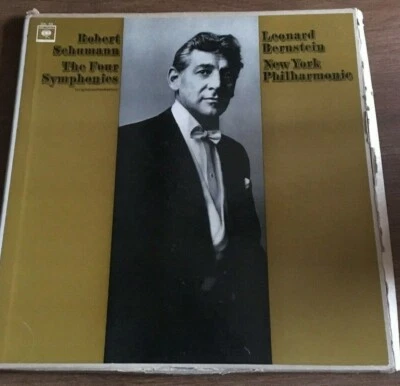 Robert
Schumann
The Four
Symphonies
Leonard
Bernstein
New York
Philharmonic